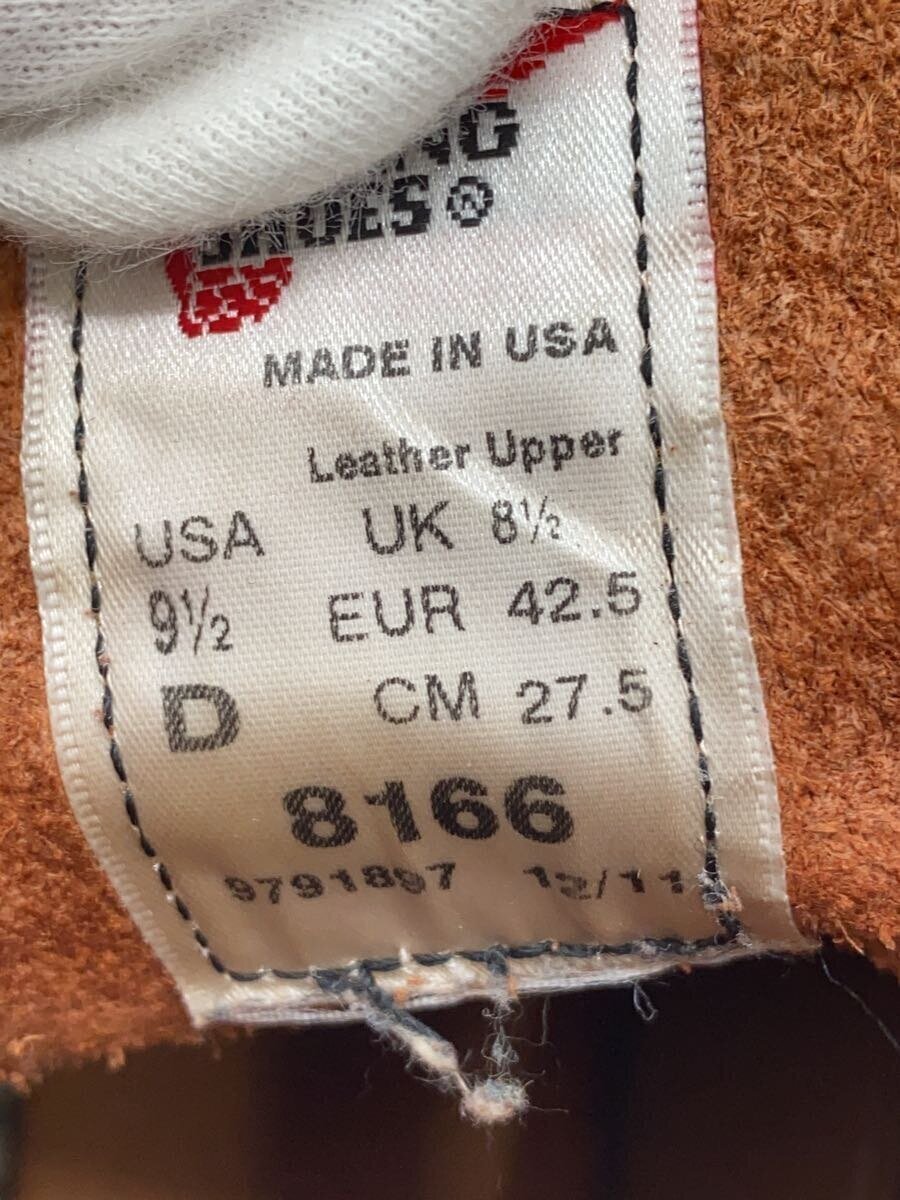 SHOES®
MADE IN USA
Leather Upper
USA UK 8½
9½ EUR 42.5
D CM 27.5
8166
9791897 12/11